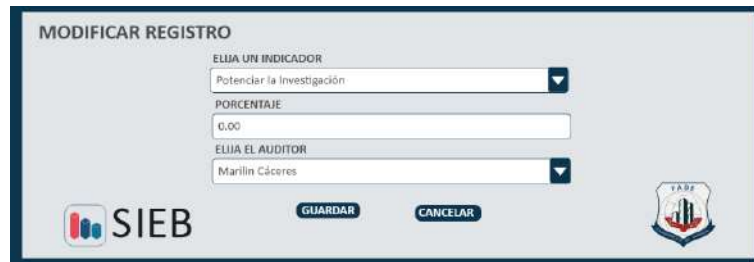 MODIFICAR REGISTRO
ELIJA UN INDICADOR
Potenciar la Investigación
PORCENTAJE
0.00
ELIJA EL AUDITOR
Marilin Cáceres
GUARDAR CANCELAR
SIEB